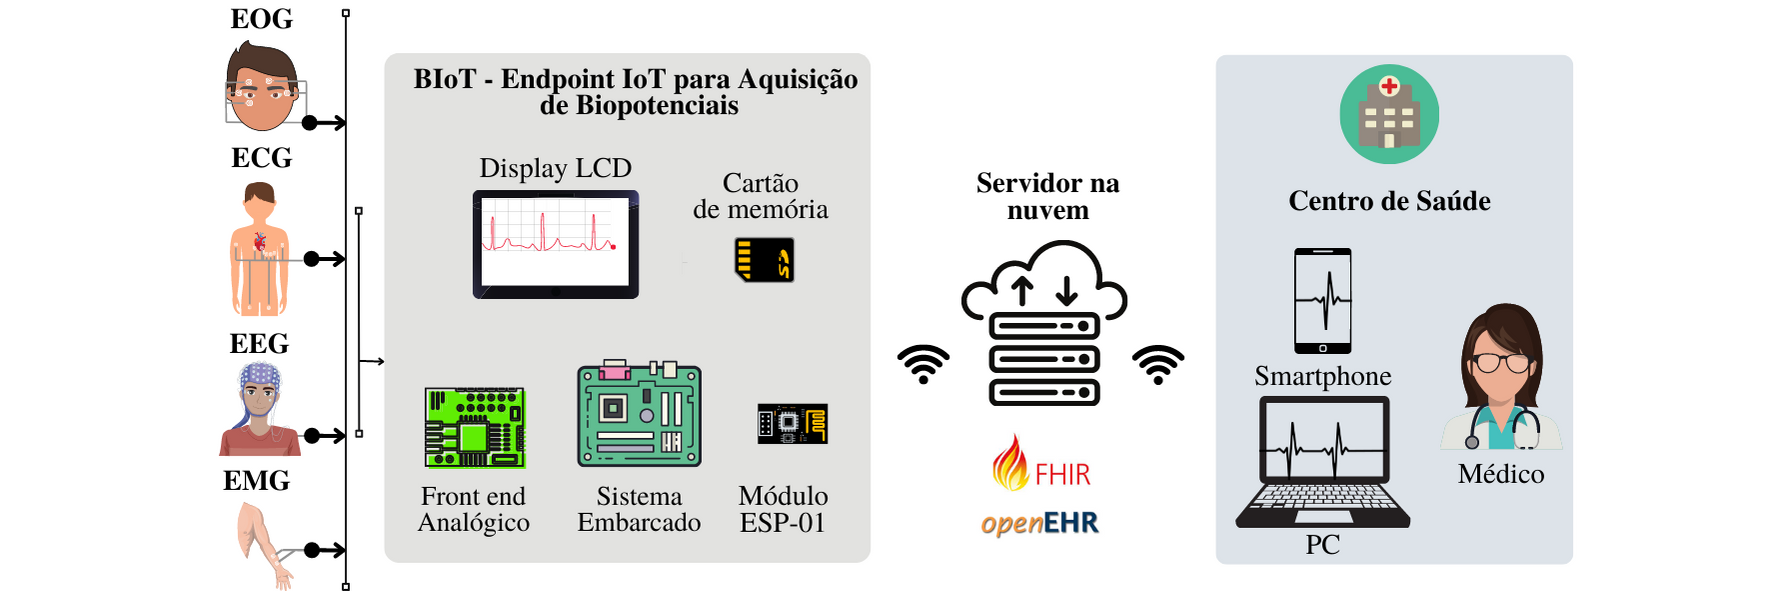 EOG
ECG
EEG
EMG
BIoT - Endpoint IoT para Aquisição
de Biopotenciais
Display LCD
Cartão
de memória
Front end
Analógico
Sistema
Embarcado
Módulo
ESP-01
Servidor na
nuvem
FHIR
openEHR
Centro de Saúde
Smartphone
PC
Médico